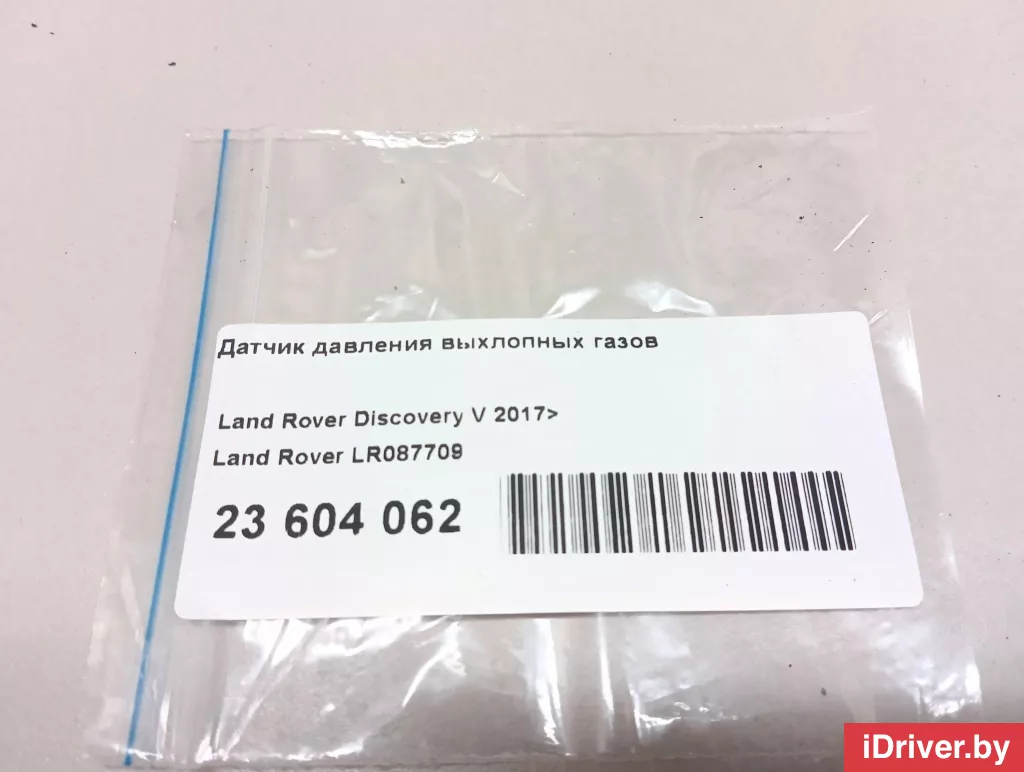 Датчик давления выхлопных газов
Land Rover Discovery V 2017>
Land Rover LR087709
23 604 062
iDriver.by